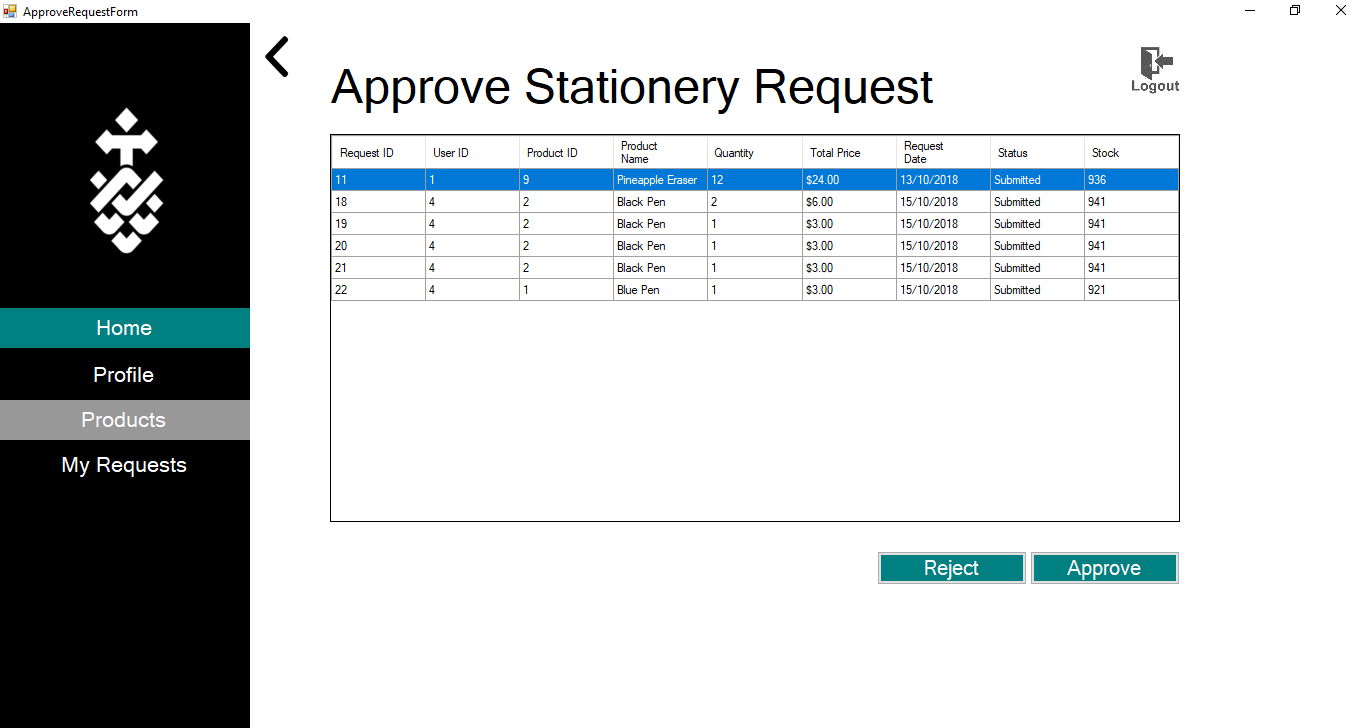 ApproveRequestForm
Approve Stationery Request
Logout
Home
Profile
Products
My Requests
Request ID User ID Product ID Product Name Quantity Total Price Request Date Status Stock
11 1 9 Pineapple Eraser 12 $24.00 13/10/2018 Submitted 936
18 4 2 Black Pen 2 $6.00 15/10/2018 Submitted 941
19 4 2 Black Pen 1 $3.00 15/10/2018 Submitted 941
20 4 2 Black Pen 1 $3.00 15/10/2018 Submitted 941
21 4 2 Black Pen 1 $3.00 15/10/2018 Submitted 941
22 4 1 Blue Pen 1 $3.00 15/10/2018 Submitted 921
Reject Approve